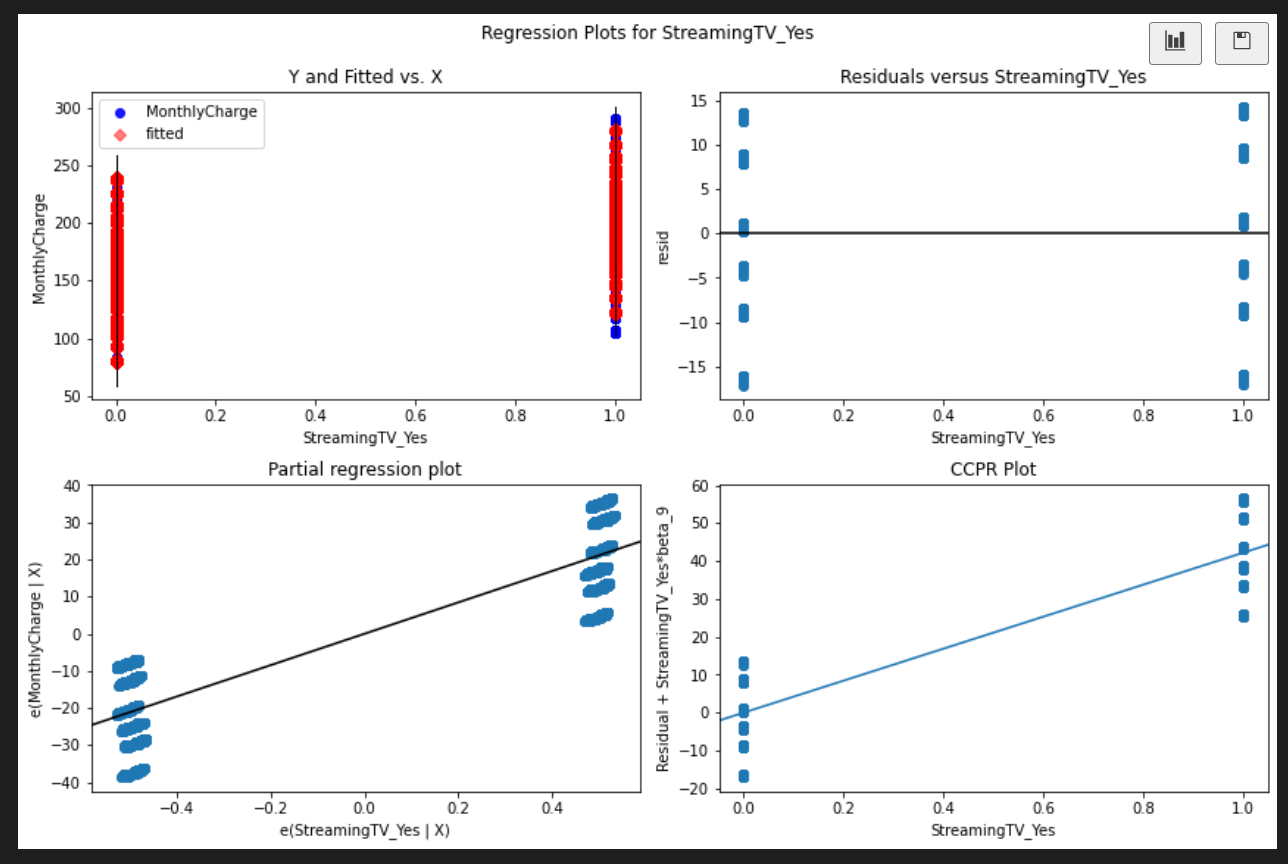 Regression Plots for StreamingTV_Yes
Y and Fitted vs. X
MonthlyCharge
fitted
300
250
200
150
100
50
MonthlyCharge
0.0 0.2 0.4 0.6 0.8 1.0
StreamingTV_Yes
Residuals versus StreamingTV_Yes
15
10
5
0
−5
−10
−15
resid
0.0 0.2 0.4 0.6 0.8 1.0
StreamingTV_Yes
Partial regression plot
40
30
20
10
0
−10
−20
−30
−40
e(MonthlyCharge | X)
−0.4 −0.2 0.0 0.2 0.4
e(StreamingTV_Yes | X)
CCPR Plot
60
50
40
30
20
10
0
−10
−20
Residual + StreamingTV_Yes*beta_9
0.0 0.2 0.4 0.6 0.8 1.0
StreamingTV_Yes